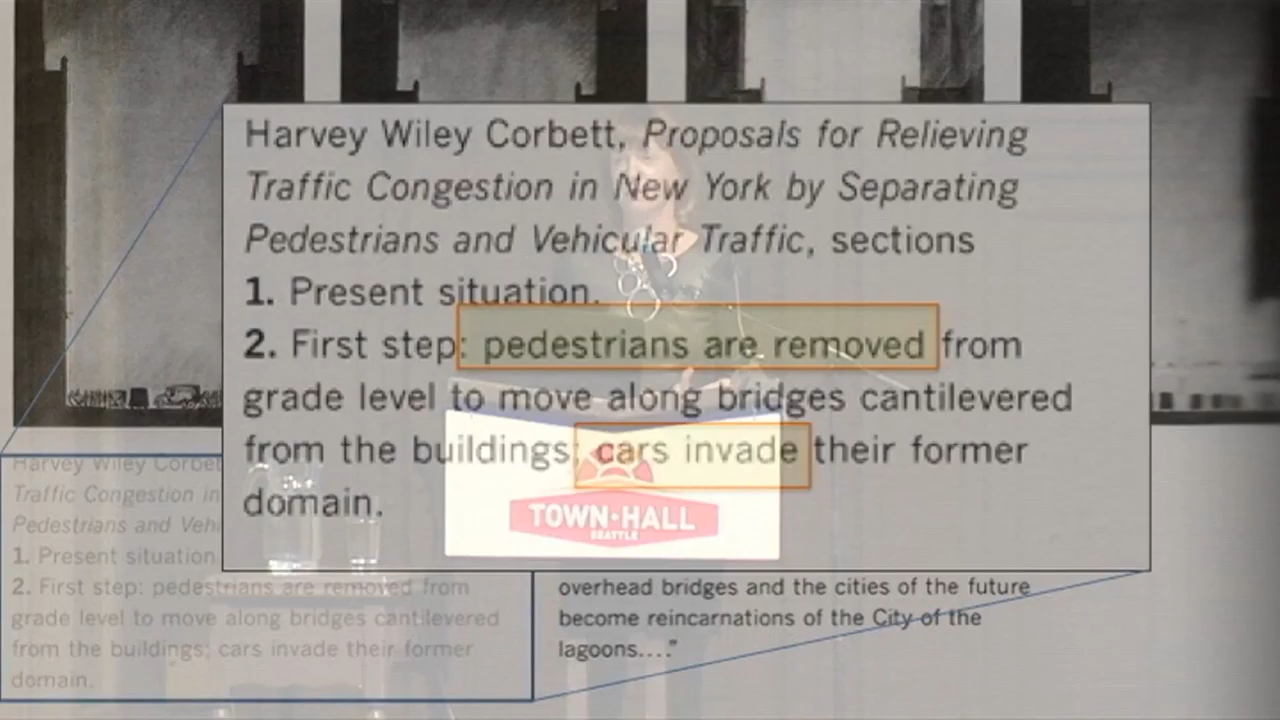 Harvey Wiley Corbett, Proposals for Relieving
Traffic Congestion in New York by Separating
Pedestrians and Vehicular Traffic, sections
1. Present situation.
2. First step: pedestrians are removed from
grade level to move along bridges cantilevered
from the buildings; cars invade their former
domain.
TOWN HALL
SEATTLE
Harvey Wiley Corbet
Traffic Congestion in
Pedestrians and Vehi
1. Present situation.
2. First step: pedestrians are removed from
grade level to move along bridges cantilevered
from the buildings; cars invade their former
domain.
overhead bridges and the cities of the future
become reincarnations of the City of the
lagoons...."